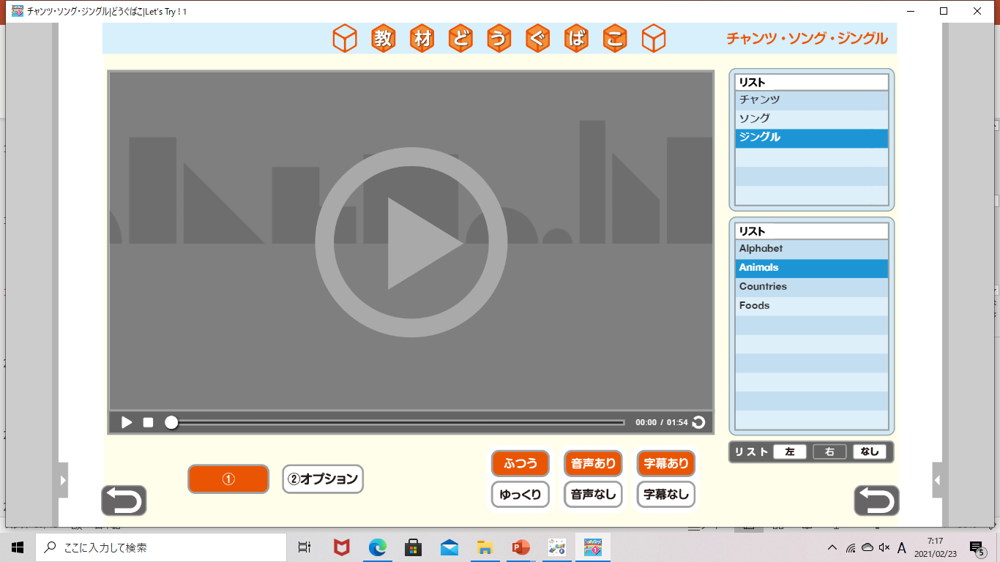 チャンツ・ソング・ジングル|どうぐばこ|Let's Try ! 1
教材どうぐばこ
チャンツ・ソング・ジングル
リスト
チャンツ
ソング
ジングル
リスト
Alphabet
Animals
Countries
Foods
00:00 / 01:54
リスト 左 右 なし
① ②オプション
ふつう 音声あり 字幕あり
ゆっくり 音声なし 字幕なし
ここに入力して検索
A
7:17
2021/02/23
5